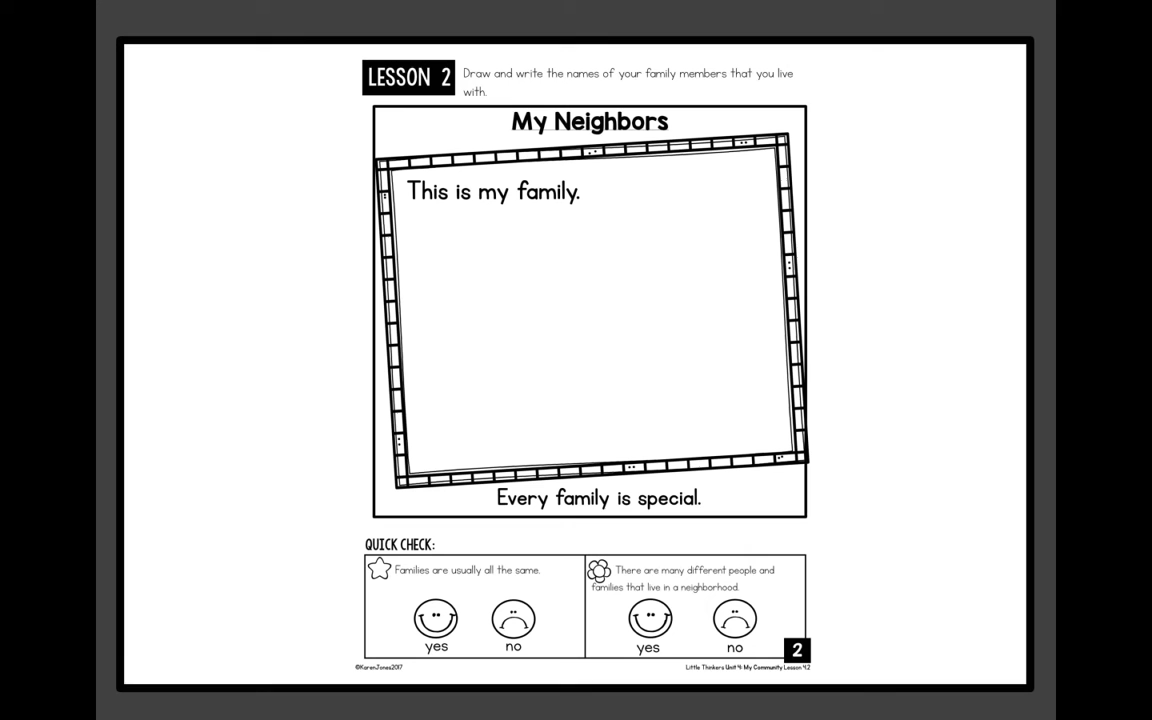 LESSON 2
Draw and write the names of your family members that you live
with.
My Neighbors
This is my family.
Every family is special.
QUICK CHECK:
Families are usually all the same.
yes no
There are many different people and
families that live in a neighborhood.
yes no
2
©KarenJones2017
Little Thinkers Unit 4: My Community Lesson 4.2